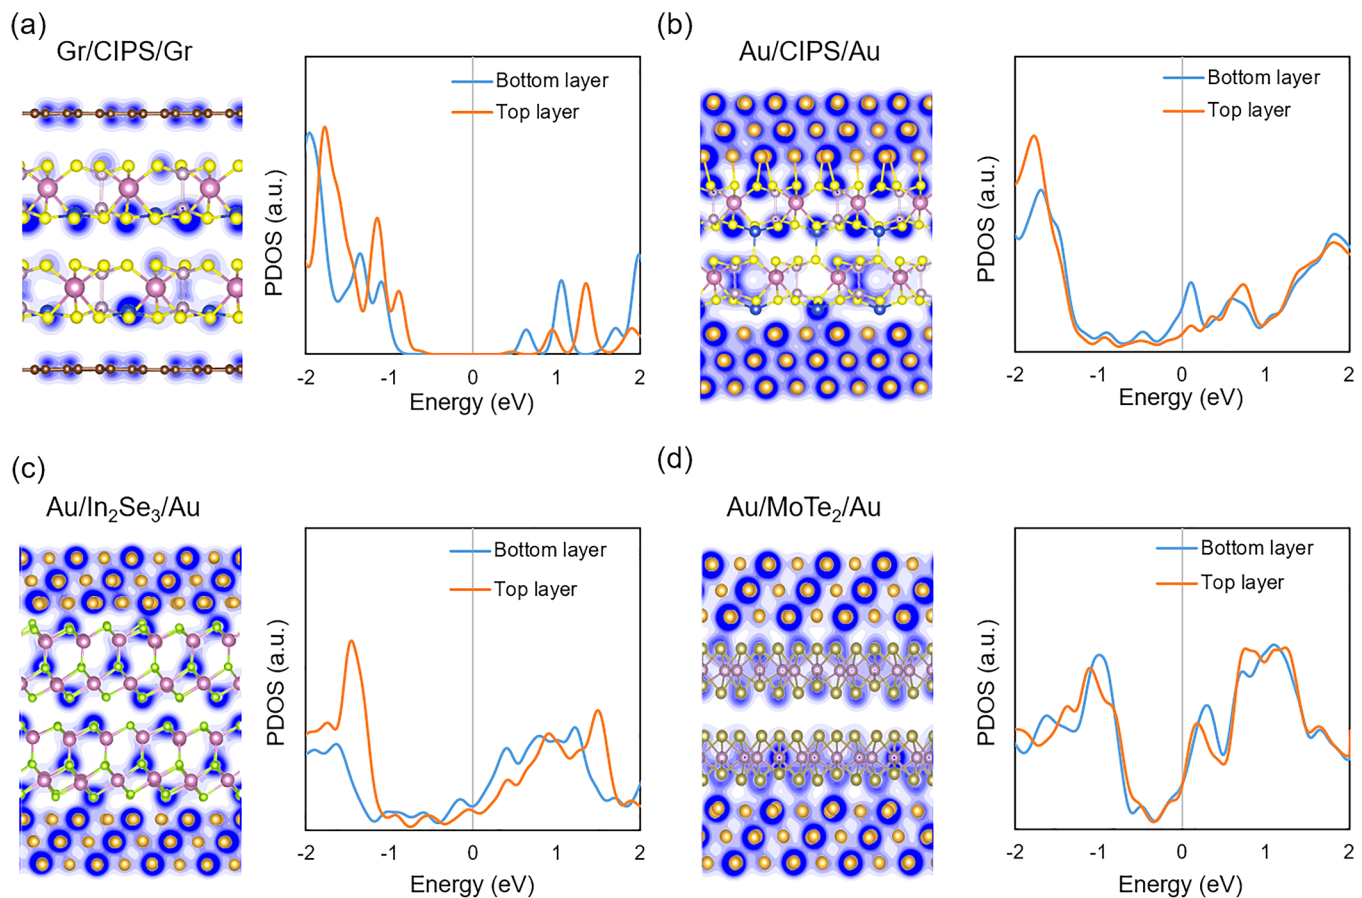 (a)
Gr/CIPS/Gr
Bottom layer
Top layer
PDOS (a.u.)
-2 -1 0 1 2
Energy (eV)
(b)
Au/CIPS/Au
Bottom layer
Top layer
PDOS (a.u.)
-2 -1 0 1 2
Energy (eV)
(c)
Au/In₂Se₃/Au
Bottom layer
Top layer
PDOS (a.u.)
-2 -1 0 1 2
Energy (eV)
(d)
Au/MoTe₂/Au
Bottom layer
Top layer
PDOS (a.u.)
-2 -1 0 1 2
Energy (eV)